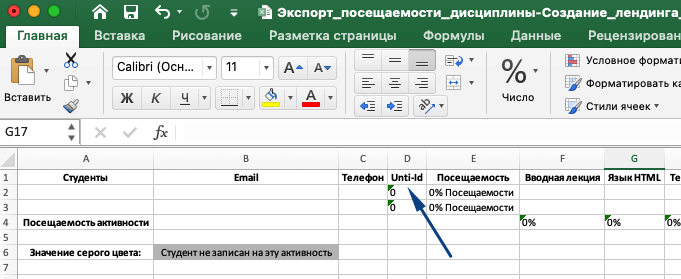 Экспорт_посещаемости_дисциплины-Создание_лендинга_
Главная Вставка Рисование Разметка страницы Формулы Данные Рецензирован
Вставить
Calibri (Осн... 11 A A
Ж К Ч А
%
Число
Условное формати
Форматировать ка
Стили ячеек
G17 fx
A B C D E F G
1 Студенты Email Телефон Unti-Id Посещаемость Вводная лекция Язык HTML Те
2 0 0% Посещаемости
3 0 0% Посещаемости
4 Посещаемость активности 0% 0% 0%
5
6 Значение серого цвета: Студент не записан на эту активность
7